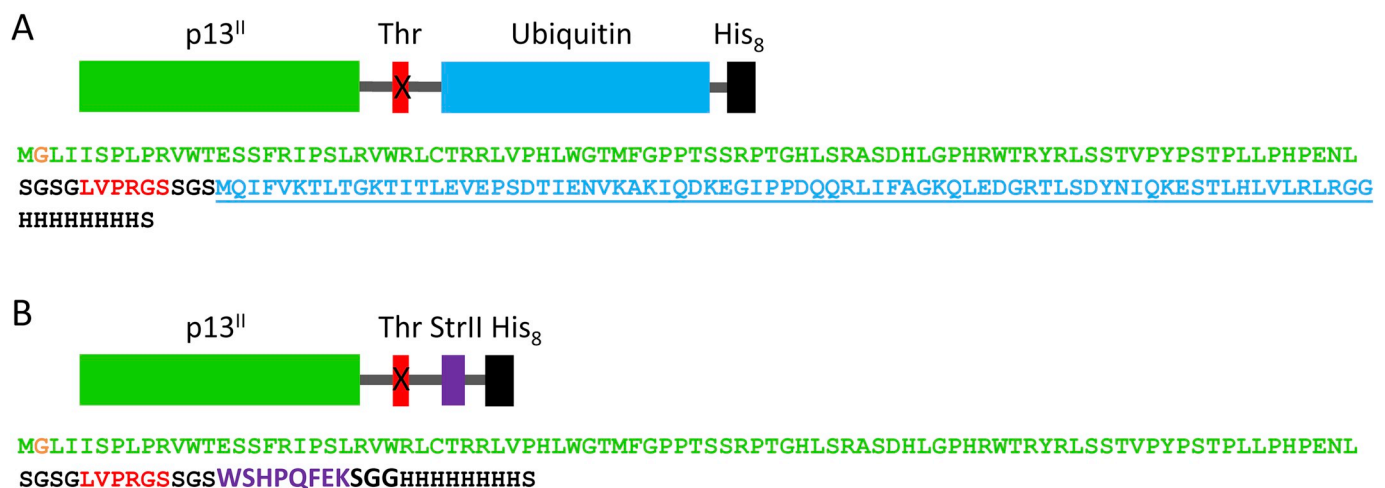 A
p13II Thr Ubiquitin His8
X
MGLIISPLPRVWTESSFRIPSLRVWRLCTRRLVPHLWGTMFGPPTSSRPTGHLSRASDHLGPHRWTRYRLSSTVPYPSTPLLPHPENL
SGSGLVPRGSSGSMQIFVKTLTGKTITLEVEPSDTIENVKAKIQDKEGIPPDQQRLIFAGKQLEDGRTLSDYNIQKESTLHLVLRLRGG
HHHHHHHHS
B
p13II Thr StrII His8
X
MGLIISPLPRVWTESSFRIPSLRVWRLCTRRLVPHLWGTMFGPPTSSRPTGHLSRASDHLGPHRWTRYRLSSTVPYPSTPLLPHPENL
SGSGLVPRGSSGSWSHPQFEKSGGHHHHHHHHS